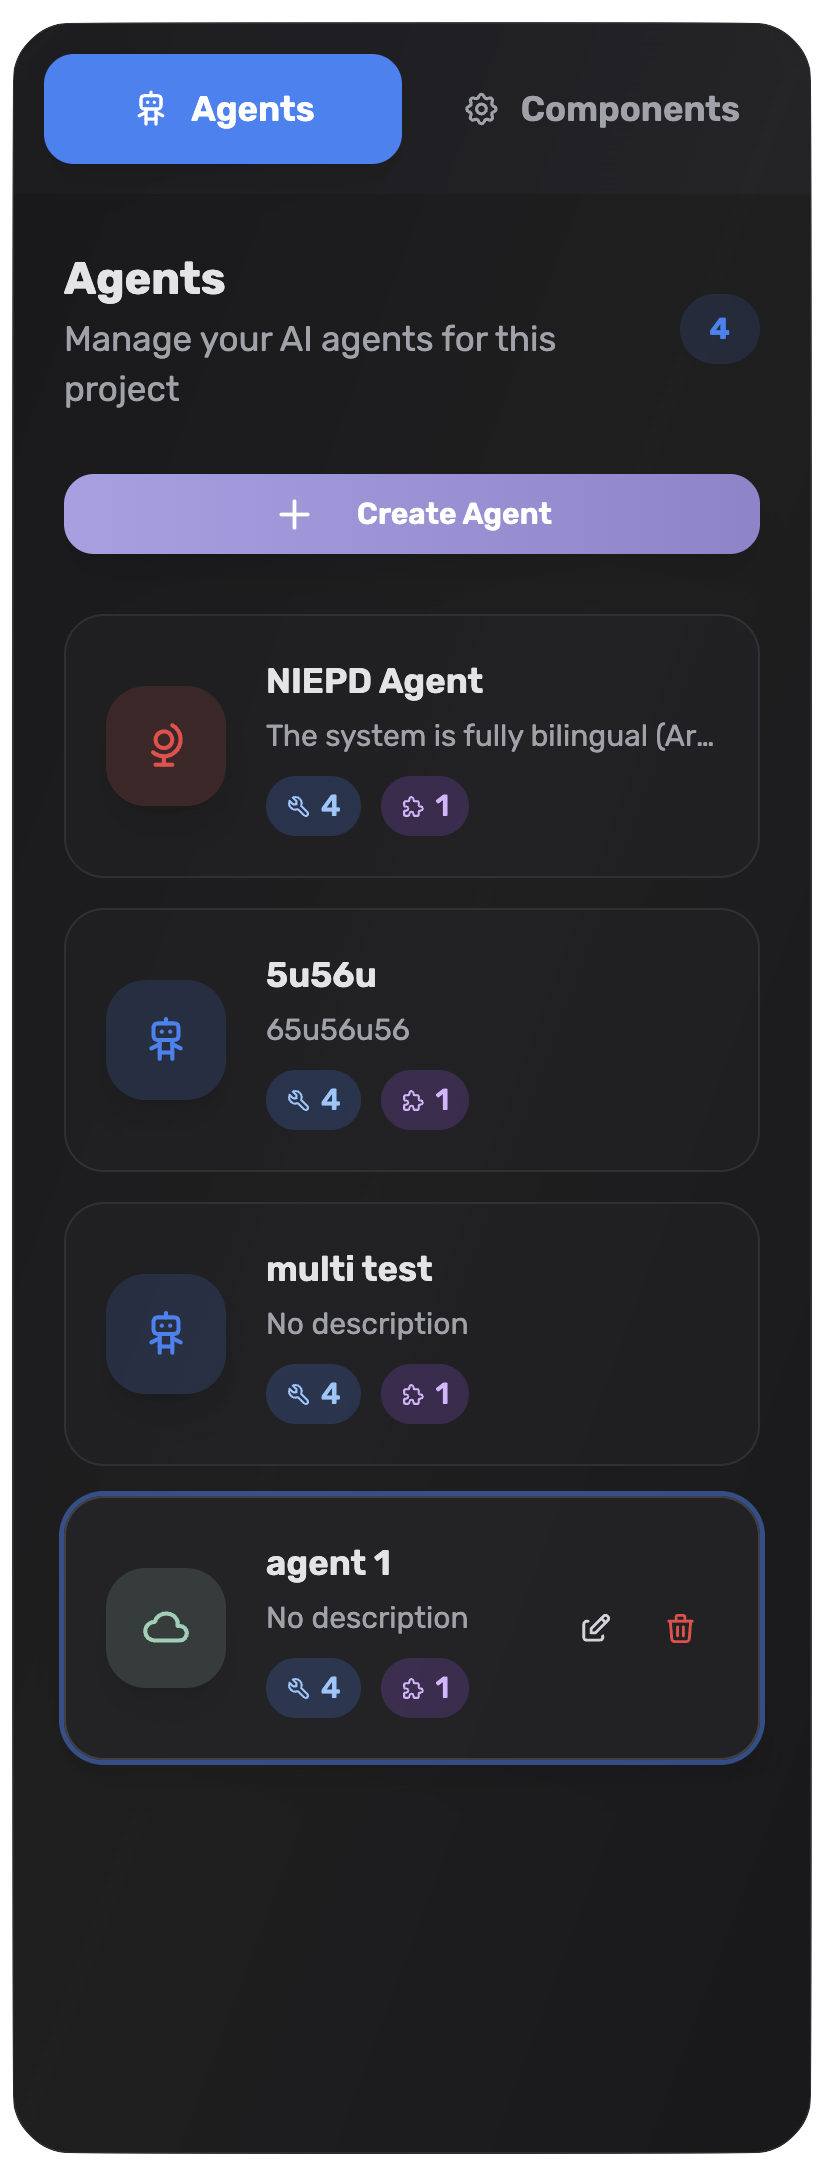 Agents
Components
Agents
4
Manage your AI agents for this
project
Create Agent
NIEPD Agent
The system is fully bilingual (Ar...
4 1
5u56u
65u56u56
4 1
multi test
No description
4 1
agent 1
No description
4 1